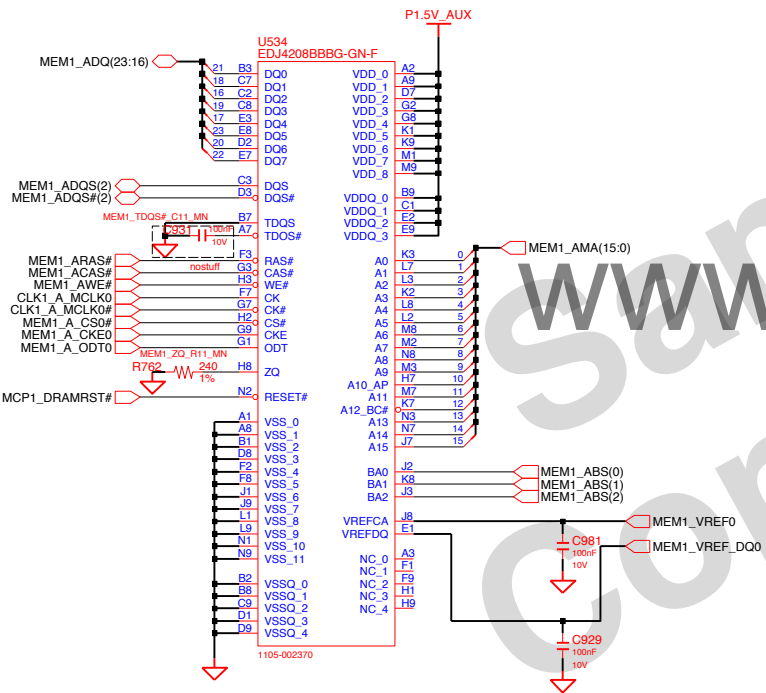 P1.5V_AUX
U534
EDJ4208BBBG-GN-F
MEM1_ADQ(23:16)
21 B3 DQ0 VDD_0 A2
18 C7 DQ1 VDD_1 A9
16 C2 DQ2 VDD_2 D7
19 C8 DQ3 VDD_3 G2
17 E3 DQ4 VDD_4 G8
23 E8 DQ5 VDD_5 K1
20 D2 DQ6 VDD_6 K9
22 E7 DQ7 VDD_7 M1
VDD_8 M9
MEM1_ADQS(2) C3 DQS
MEM1_ADQS#(2) D3 DQS#
VDDQ_0 B9
VDDQ_1 C1
VDDQ_2 E2
VDDQ_3 E9
MEM1_TDQS#_C11_MN
B7 TDQS
A7 TDOS#
C931 100nF
10V
nostuff
MEM1_ARAS# F3 RAS#
MEM1_ACAS# G3 CAS#
MEM1_AWE# H3 WE#
CLK1_A_MCLK0 F7 CK
CLK1_A_MCLK0# G7 CK#
MEM1_A_CS0# H2 CS#
MEM1_A_CKE0 G9 CKE
MEM1_A_ODT0 G1 ODT
MEM1_AMA(15:0)
A0 K3 0
A1 L7 1
A2 L3 2
A3 K2 3
A4 L8 4
A5 L2 5
A6 M8 6
A7 M2 7
A8 N8 8
A9 M3 9
A10_AP H7 10
A11 M7 11
A12_BC# K7 12
A13 N3 13
A14 N7 14
A15 J7 15
MEM1_ZQ_R11_MN
R762 240 H8 ZQ
1%
MCP1_DRAMRST# N2 RESET#
A1 VSS_0
A8 VSS_1
B1 VSS_2
D8 VSS_3
F2 VSS_4
F8 VSS_5
J1 VSS_6
J9 VSS_7
L1 VSS_8
L9 VSS_9
N1 VSS_10
N9 VSS_11
B2 VSSQ_0
B8 VSSQ_1
C9 VSSQ_2
D1 VSSQ_3
D9 VSSQ_4
BA0 J2 MEM1_ABS(0)
BA1 K8 MEM1_ABS(1)
BA2 J3 MEM1_ABS(2)
VREFCA J8 MEM1_VREF0
VREFDQ E1 MEM1_VREF_DQ0
C981
100nF
10V
NC_0 A3
NC_1 F1
NC_2 F9
NC_3 H1
NC_4 H9
C929
100nF
10V
1105-002370
www